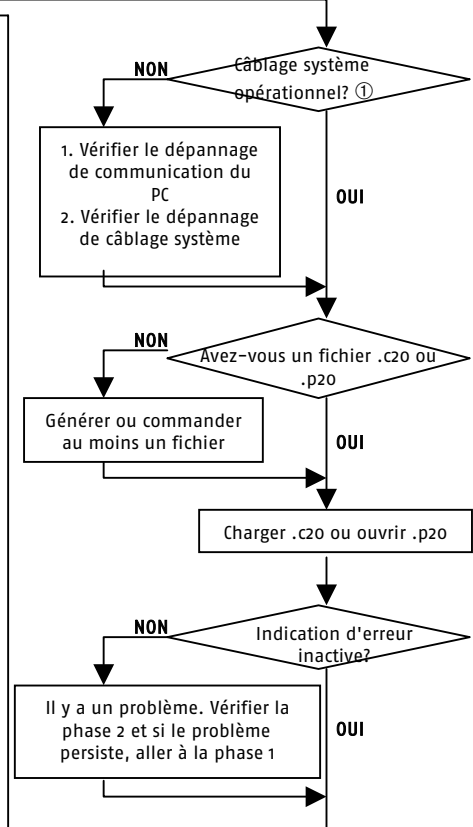 Câblage système
opérationnel? ①
NON
1. Vérifier le dépannage
de communication du
PC
2. Vérifier le dépannage
de câblage système
OUI
Avez-vous un fichier .c20 ou
.p20
NON
Générer ou commander
au moins un fichier
OUI
Charger .c20 ou ouvrir .p20
Indication d'erreur
inactive?
NON
Il y a un problème. Vérifier la
phase 2 et si le problème
persiste, aller à la phase 1
OUI